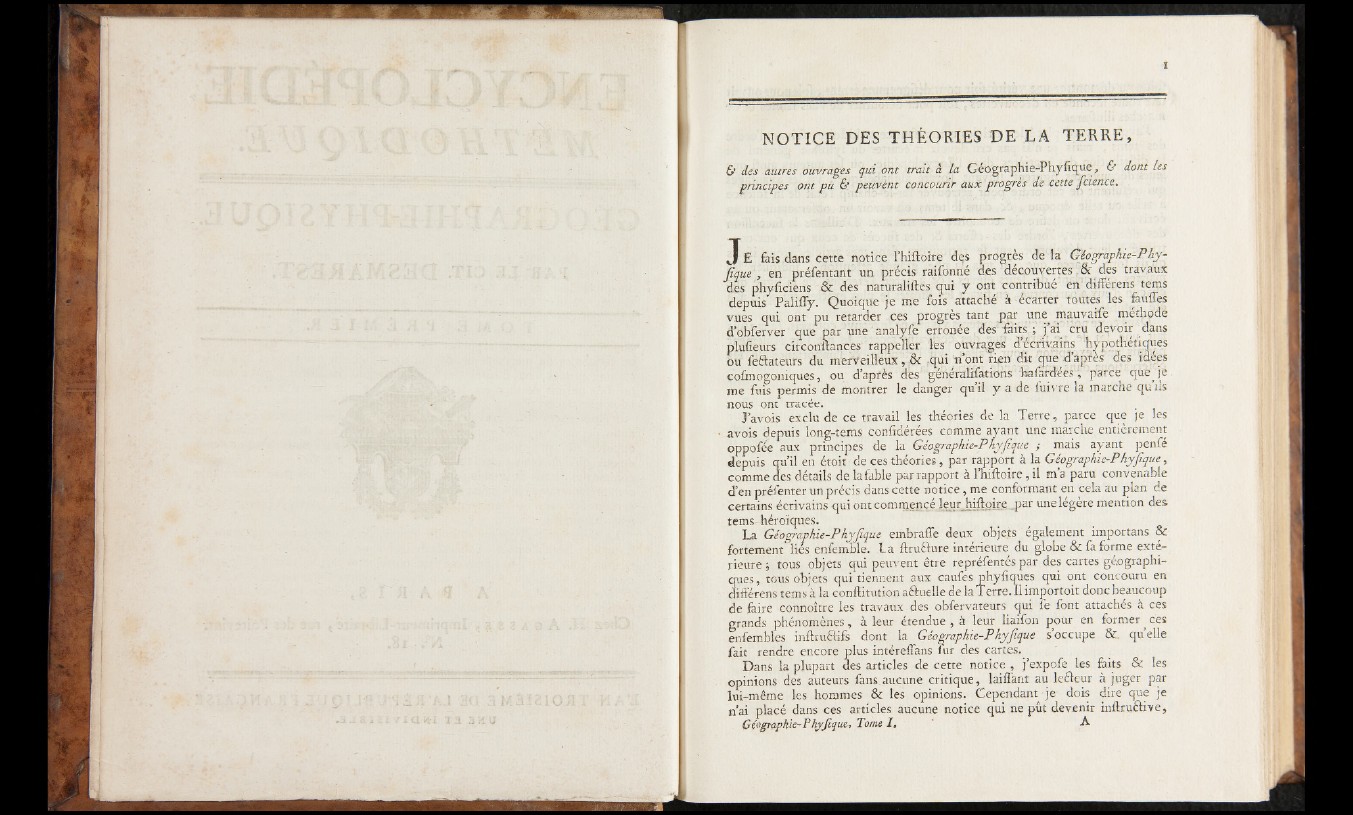 1
NOTICE DES THÉORIES DE LA TERRE,
& des autres ouvrages qui ont trait à la Géographie-Phyſique, & dont les
principes ont pu & peuvent concourir aux progrès de cette ſcience.
JE fais dans cette notice l'hiſtoire des progrès de la Géographie-Phy-
ſique, en préſentant un précis raiſonné des découvertes & des travaux
des phyſiciens & des naturaliſtes qui y ont contribué en différens tems
depuis Paliſſy. Quoique je me ſois attaché à écarter toutes les fauſſes
vues qui ont pu retarder ces progrès tant par une mauvaiſe méthode
d'obſerver que par une analyſe erronée des faits ; j'ai cru devoir dans
pluſieurs circonſtances rappeller les ouvrages d'écrivains hypothétiques
ou ſectateurs du merveilleux, & qui n'ont rien dit que d'après des idées
coſmogoniques, ou d'après des généraliſations haſardées, parce que je
me ſuis permis de montrer le danger qu'il y a de ſuivre la marche qu'ils
nous ont tracée.
J'avois exclu de ce travail les théories de la Terre, parce que je les
avois depuis long-tems conſidérées comme ayant une marche entièrement
oppoſée aux principes de la Géographie-Phyſique ; mais ayant penſé
depuis qu'il en étoit de ces théories, par rapport à la Géographie-Phyſique,
comme des détails de la fable par rapport à l'hiſtoire, il m'a paru convenable
d'en préſenter un précis dans cette notice, me conformant en cela au plan de
certains écrivains qui ont commencé leur hiſtoire par une légère mention des
tems héroïques.
La Géographie-Phyſique embraſſe deux objets également importans &
fortement liés enſemble. La ſtructure intérieure du globe & ſa forme exté-
rieure ; tous objets qui peuvent être repréſentés par des cartes géographi-
ques, tous objets qui tiennent aux cauſes phyſiques qui ont concouru en
différens tems à la conſtitution actuelle de la Terre. Il importoit donc beaucoup
de faire connoître les travaux des obſervateurs qui ſe ſont attachés à ces
grands phénomènes, à leur étendue, à leur liaiſon pour en former ces
enſembles inſtructifs dont la Géographie-Phyſique s'occupe & qu'elle
fait rendre encore plus intéreſſans ſur des cartes.
Dans la plupart des articles de cette notice, j'expoſe les faits & les
opinions des auteurs ſans aucune critique, laiſſant au lecteur à juger par
lui-même les hommes & les opinions. Cependant je dois dire que je
n'ai placé dans ces articles aucune notice qui ne pût devenir inſtructive,
Géographie-Phyſique. Tome I. A